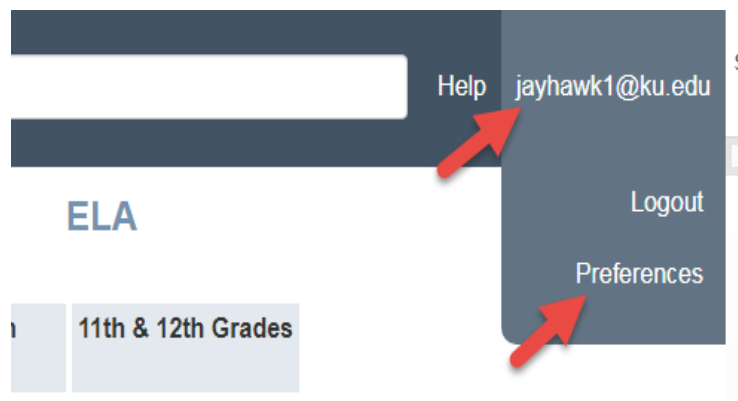 Help jayhawk1@ku.edu
Logout
ELA
Preferences
11th & 12th Grades